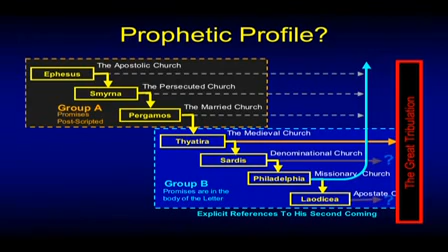 Prophetic Profile?
The Apostolic Church
Ephesus
The Persecuted Church
Smyrna
The Married Church
Group A
Promises
Post-Scripted
Pergamos
The Medieval Church
Thyatira
Denominational Church
Sardis
?
Missionary Church
Philadelphia
Group B
Promises are in the
body of the Letter
Apostate C
Laodicea
?
Explicit References To His Second Coming
The Great Tribulation